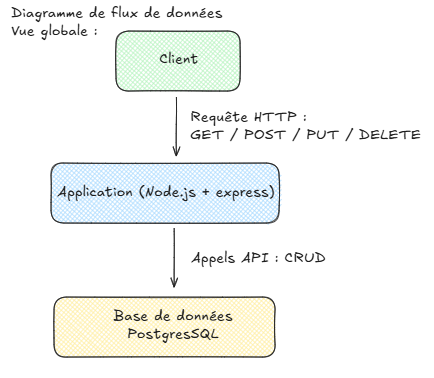 Diagramme de flux de données
Vue globale :
Client
Requête HTTP :
GET / POST / PUT / DELETE
Application (Node.js + express)
Appels API : CRUD
Base de données
PostgresSQL